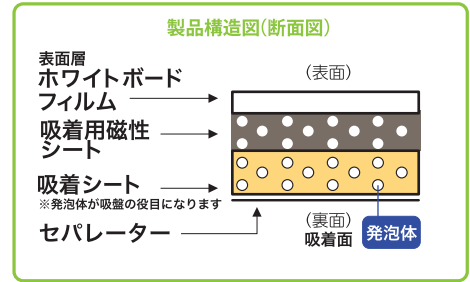 製品構造図(断面図)
表面層
ホワイトボード
フィルム
(表面)
吸着用磁性
シート
吸着シート
※発泡体が吸盤の役目になります
セパレーター
(裏面)
吸着面
発泡体